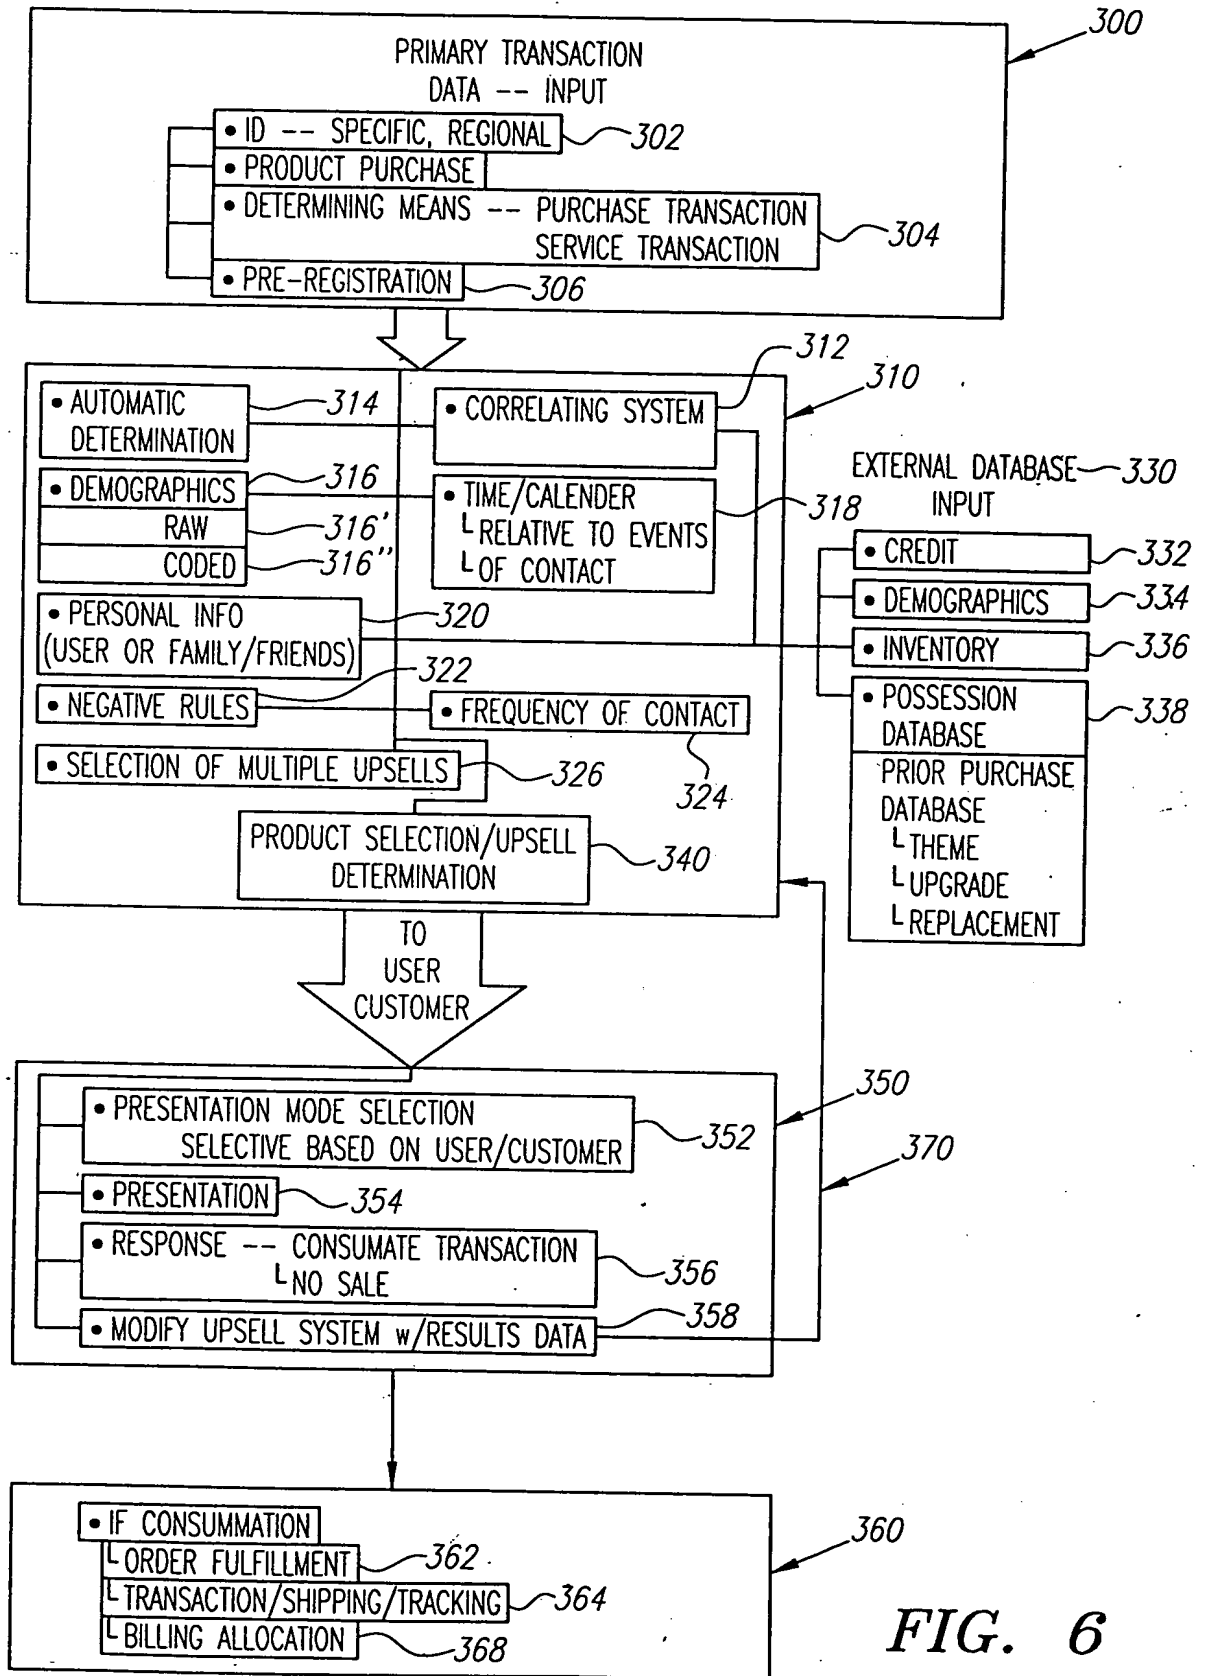 300
PRIMARY TRANSACTION
DATA -- INPUT
• ID -- SPECIFIC, REGIONAL
302
• PRODUCT PURCHASE
• DETERMINING MEANS -- PURCHASE TRANSACTION
SERVICE TRANSACTION
304
• PRE-REGISTRATION
306
312
310
• AUTOMATIC
DETERMINATION
314
• CORRELATING SYSTEM
• DEMOGRAPHICS
316
RAW
316'
CODED
316''
• TIME/CALENDER
└ RELATIVE TO EVENTS
└ OF CONTACT
318
EXTERNAL DATABASE
INPUT
330
• CREDIT
332
• DEMOGRAPHICS
334
• INVENTORY
336
• POSSESSION
DATABASE
338
PRIOR PURCHASE
DATABASE
└ THEME
└ UPGRADE
└ REPLACEMENT
• PERSONAL INFO
(USER OR FAMILY/FRIENDS)
320
• NEGATIVE RULES
322
• FREQUENCY OF CONTACT
324
• SELECTION OF MULTIPLE UPSELLS
326
PRODUCT SELECTION/UPSELL
DETERMINATION
340
TO
USER
CUSTOMER
350
• PRESENTATION MODE SELECTION
SELECTIVE BASED ON USER/CUSTOMER
352
370
• PRESENTATION
354
• RESPONSE -- CONSUMATE TRANSACTION
└ NO SALE
356
• MODIFY UPSELL SYSTEM w/RESULTS DATA
358
360
• IF CONSUMMATION
└ ORDER FULFILLMENT
362
└ TRANSACTION/SHIPPING/TRACKING
364
└ BILLING ALLOCATION
368
FIG. 6